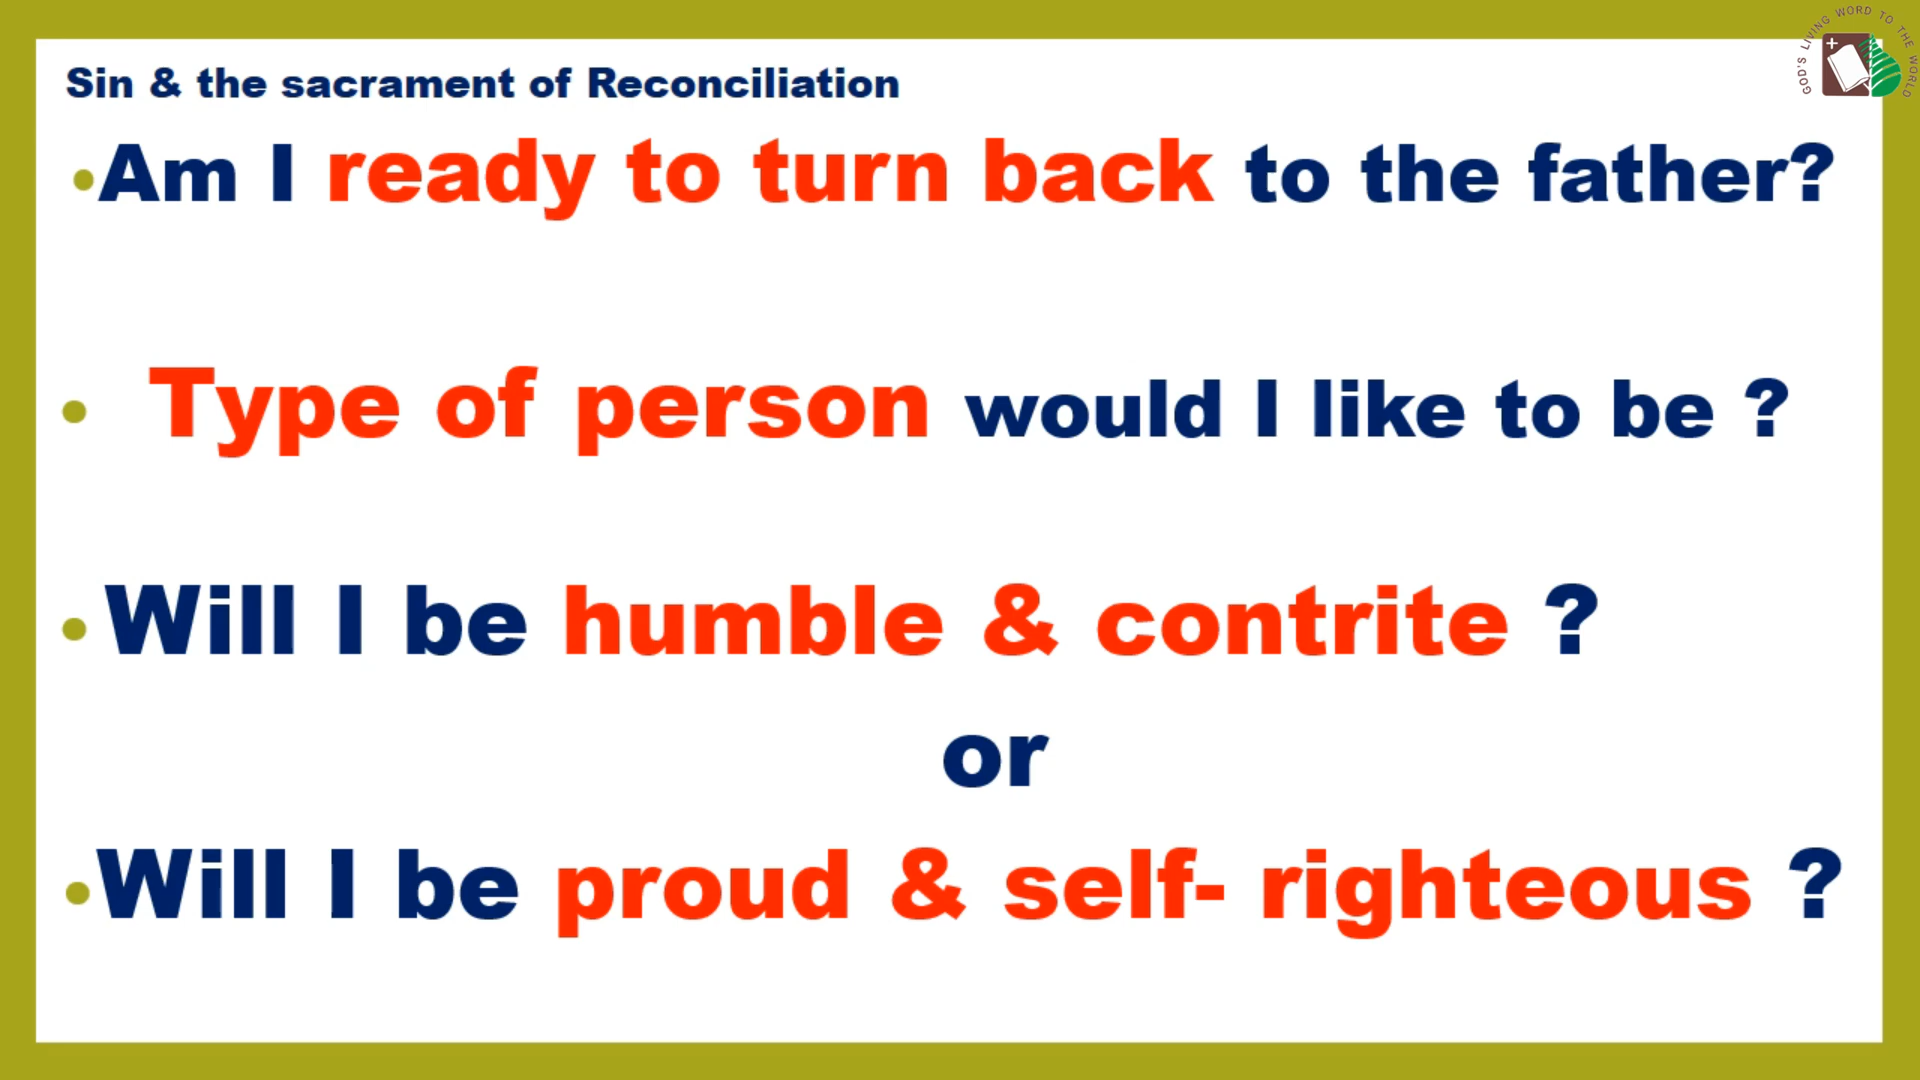 GOD'S LIVING WORD TO THE WORLD
Sin & the sacrament of Reconciliation
•Am I ready to turn back to the father?
• Type of person would I like to be ?
• Will I be humble & contrite ?
or
•Will I be proud & self- righteous ?